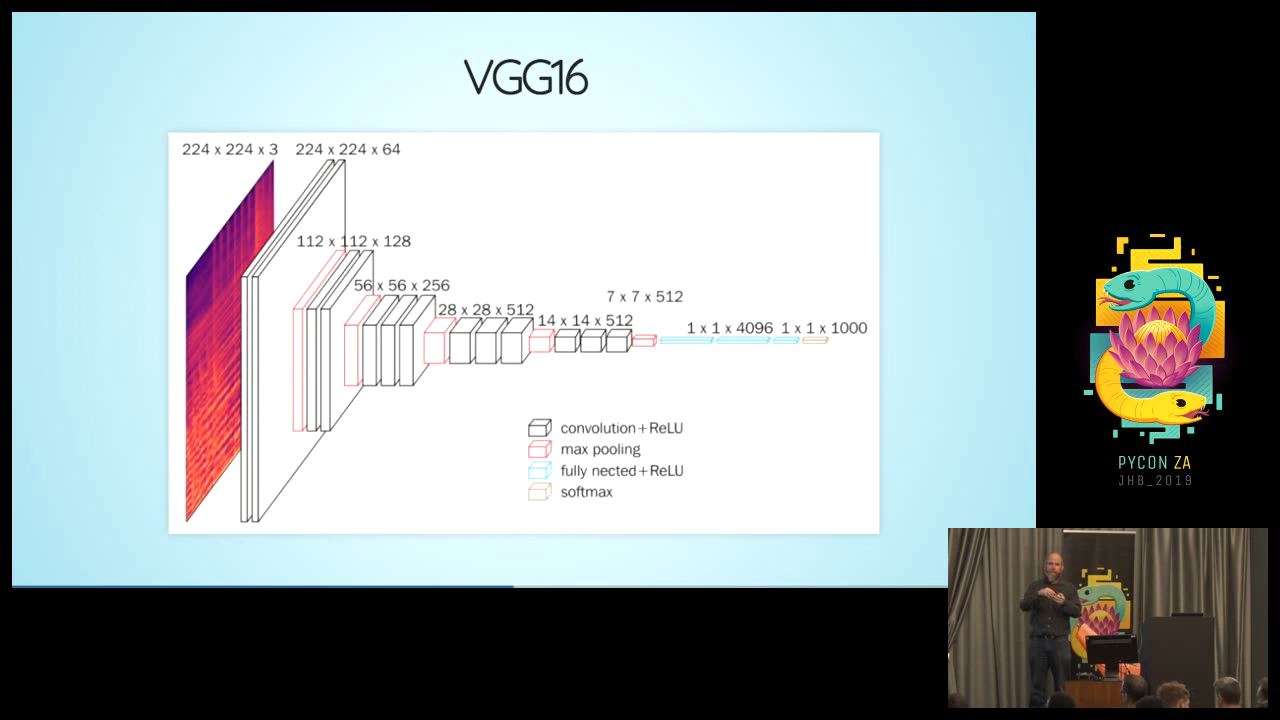 VGG16
224 x 224 x 3
224 x 224 x 64
112 x 112 x 128
56 x 56 x 256
28 x 28 x 512
14 x 14 x 512
7 x 7 x 512
1 x 1 x 4096
1 x 1 x 1000
convolution+ReLU
max pooling
fully nected+ReLU
softmax
PYCON ZA
JHB_2019